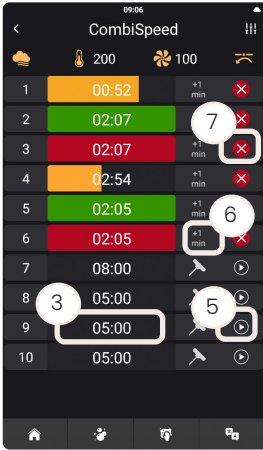 09:06
CombiSpeed
200 100
1 00:52 +1 min
2 02:07 +1 min 7
3 02:07 +1 min
4 02:54 +1 min
5 02:05 +1 min 6
6 02:05 +1 min
7 08:00
8 05:00 3 5
9 05:00
10 05:00